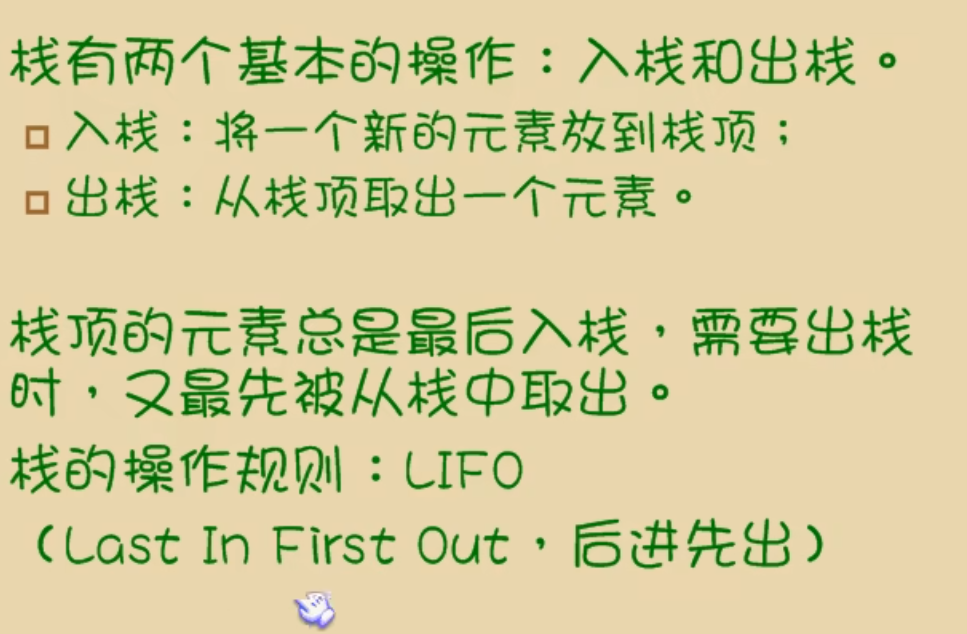 栈有两个基本的操作：入栈和出栈。
入栈：将一个新的元素放到栈顶；
出栈：从栈顶取出一个元素。
栈顶的元素总是最后入栈，需要出栈
时，又最先被从栈中取出。
栈的操作规则：LIFO
（Last In First Out，后进先出）